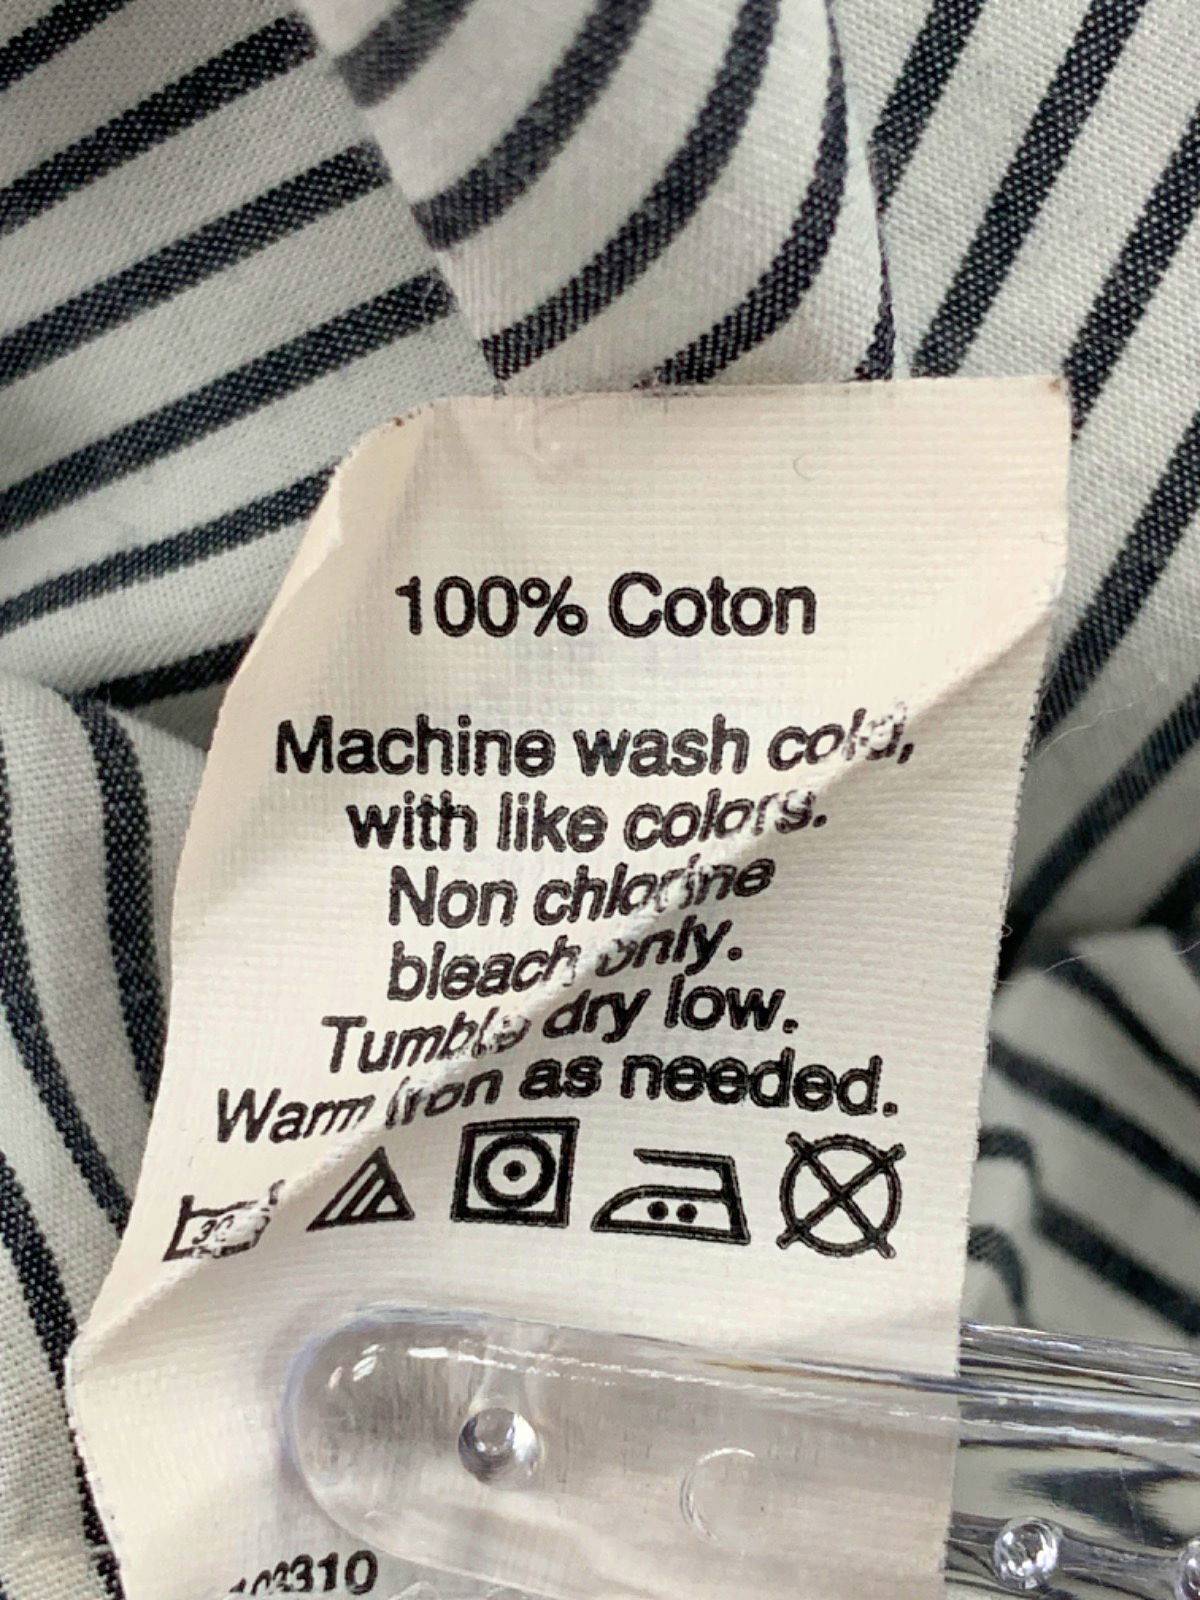 100% Coton
Machine wash cold,
with like colors.
Non chlorine
bleach only.
Tumble dry low.
Warm iron as needed.
30